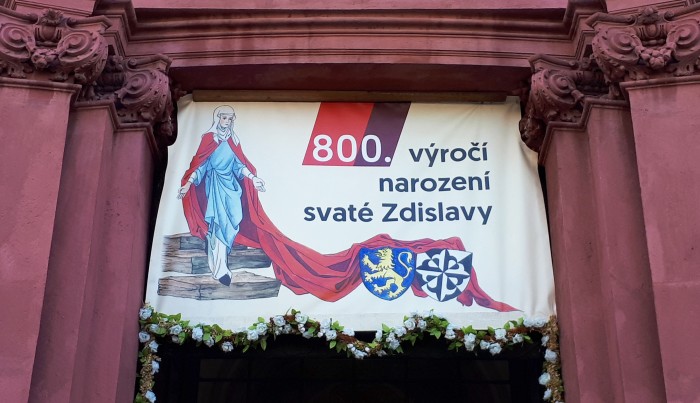 800. výročí
narození
svaté Zdislavy